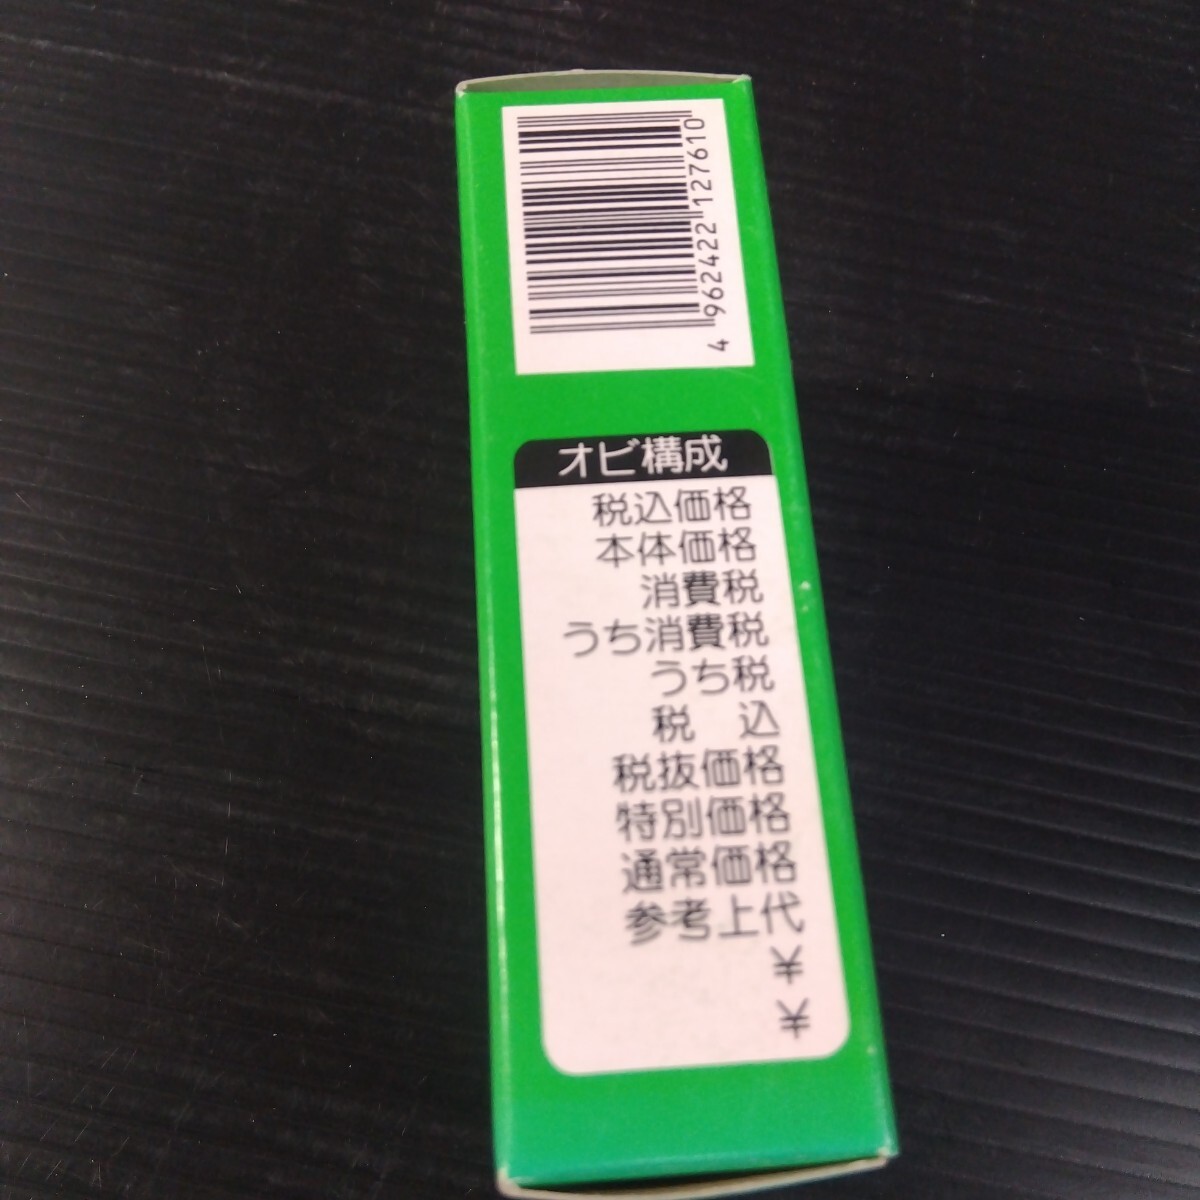 4 962422 127610
オビ構成
税込価格
本体価格
消費税
うち消費税
うち税
税 込
税抜価格
特別価格
通常価格
参考上代
¥
¥